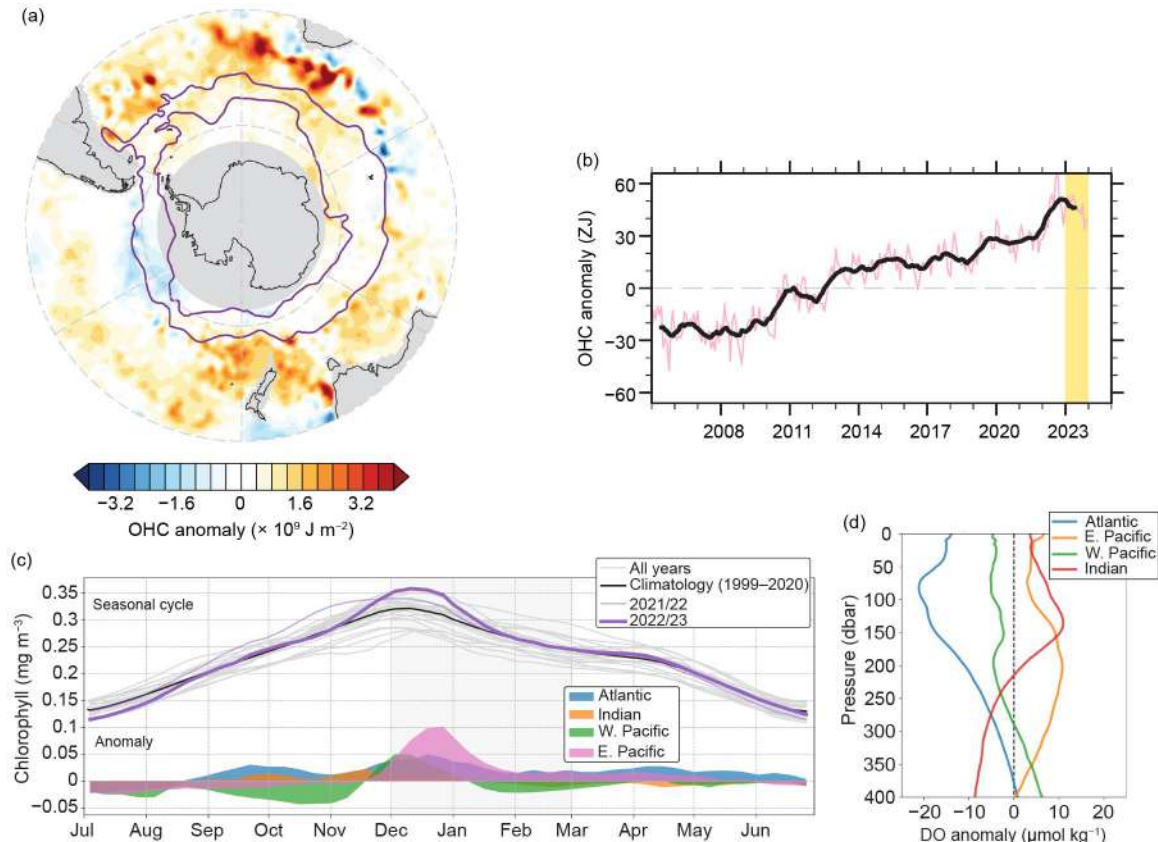 (a)
−3.2 −1.6 0 1.6 3.2
OHC anomaly (× 10⁹ J m⁻²)
(b)
OHC anomaly (ZJ)
60
30
0
−30
−60
2008 2011 2014 2017 2020 2023
(c)
Chlorophyll (mg m⁻³)
0.35
0.3
0.25
0.2
0.15
0.1
0.05
0
−0.05
Seasonal cycle
All years
Climatology (1999–2020)
2021/22
2022/23
Anomaly
Atlantic
Indian
W. Pacific
E. Pacific
Jul Aug Sep Oct Nov Dec Jan Feb Mar Apr May Jun
(d)
Atlantic
E. Pacific
W. Pacific
Indian
Pressure (dbar)
0
50
100
150
200
250
300
350
400
−20 −10 0 10 20
DO anomaly (µmol kg⁻¹)